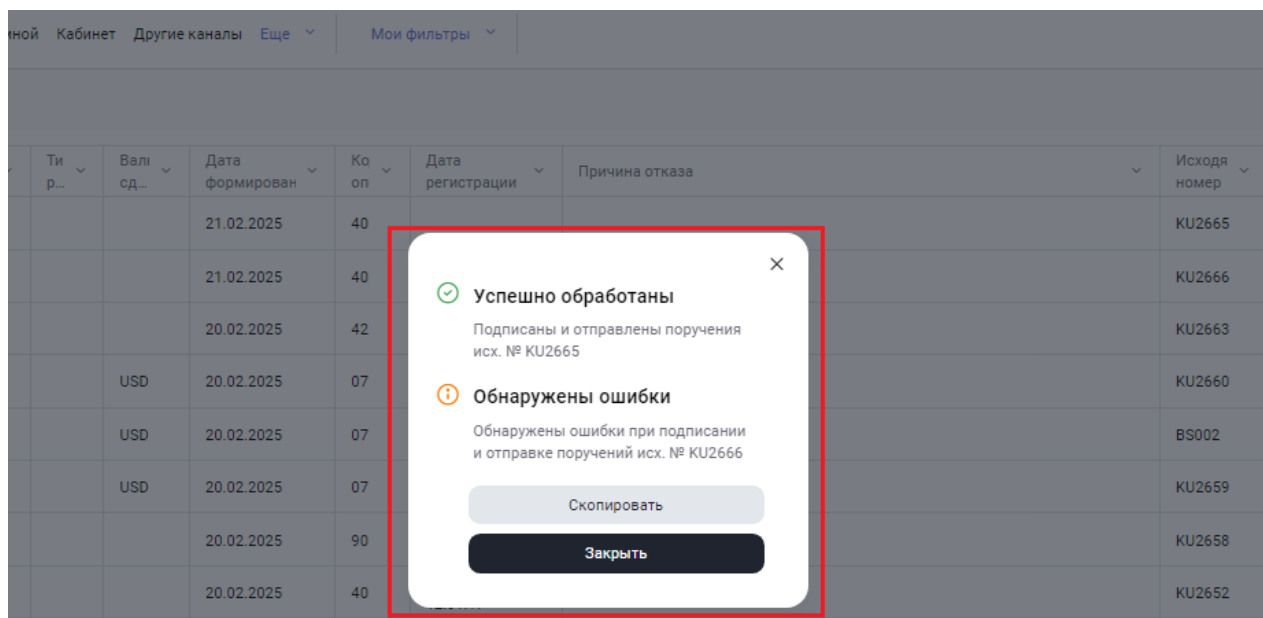 Кабинет Другие каналы Еще Мои фильтры
Ти р... Валı сд... Дата формирован Ко оп Дата регистрации Причина отказа Исходя номер
21.02.2025 40 KU2665
21.02.2025 40 KU2666
20.02.2025 42 KU2663
USD 20.02.2025 07 KU2660
USD 20.02.2025 07 BS002
USD 20.02.2025 07 KU2659
20.02.2025 90 KU2658
20.02.2025 40 KU2652
Успешно обработаны
Подписаны и отправлены поручения
исх. № KU2665
Обнаружены ошибки
Обнаружены ошибки при подписании
и отправке поручений исх. № KU2666
Скопировать
Закрыть